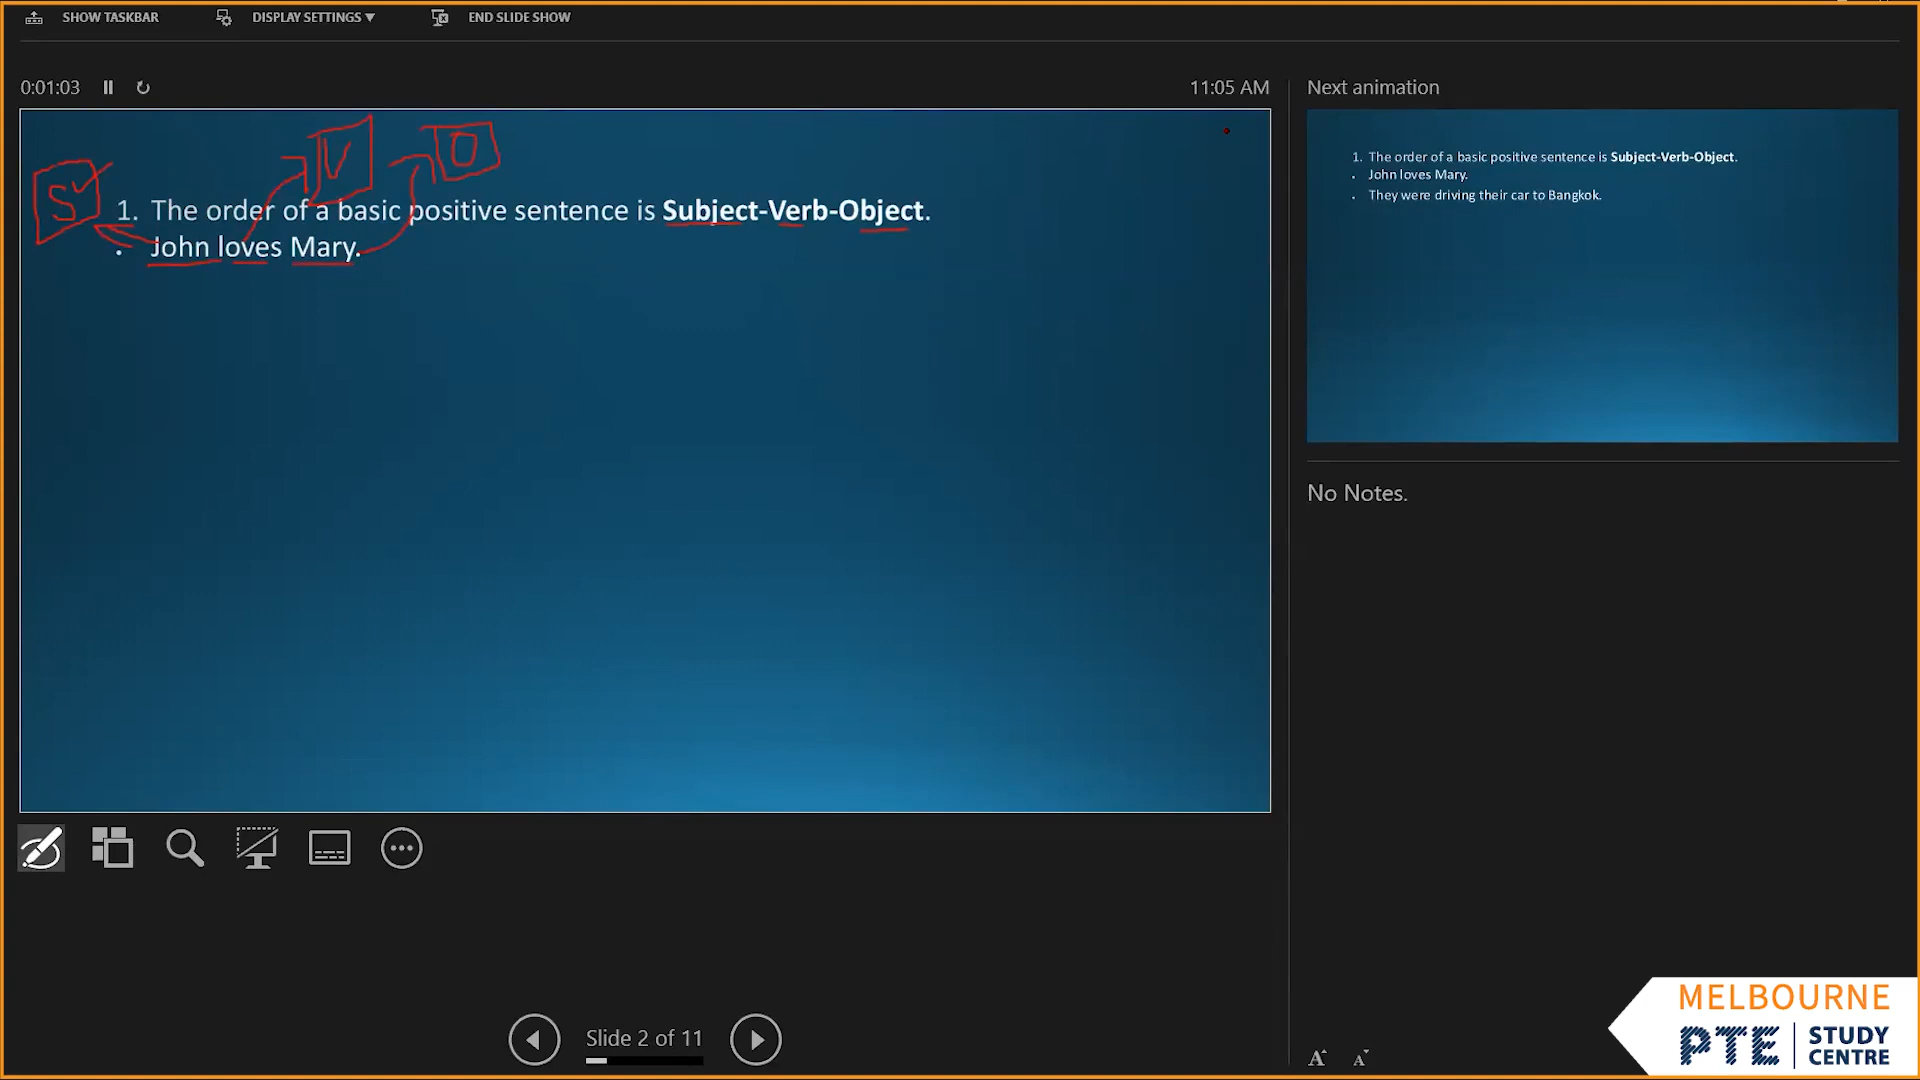 SHOW TASKBAR DISPLAY SETTINGS ▼ END SLIDE SHOW
0:01:03 11:05 AM
S V O
1. The order of a basic positive sentence is Subject-Verb-Object.
• John loves Mary.
Slide 2 of 11
Next animation
1. The order of a basic positive sentence is Subject-Verb-Object.
• John loves Mary.
• They were driving their car to Bangkok.
No Notes.
A A
MELBOURNE
PTE STUDY
CENTRE